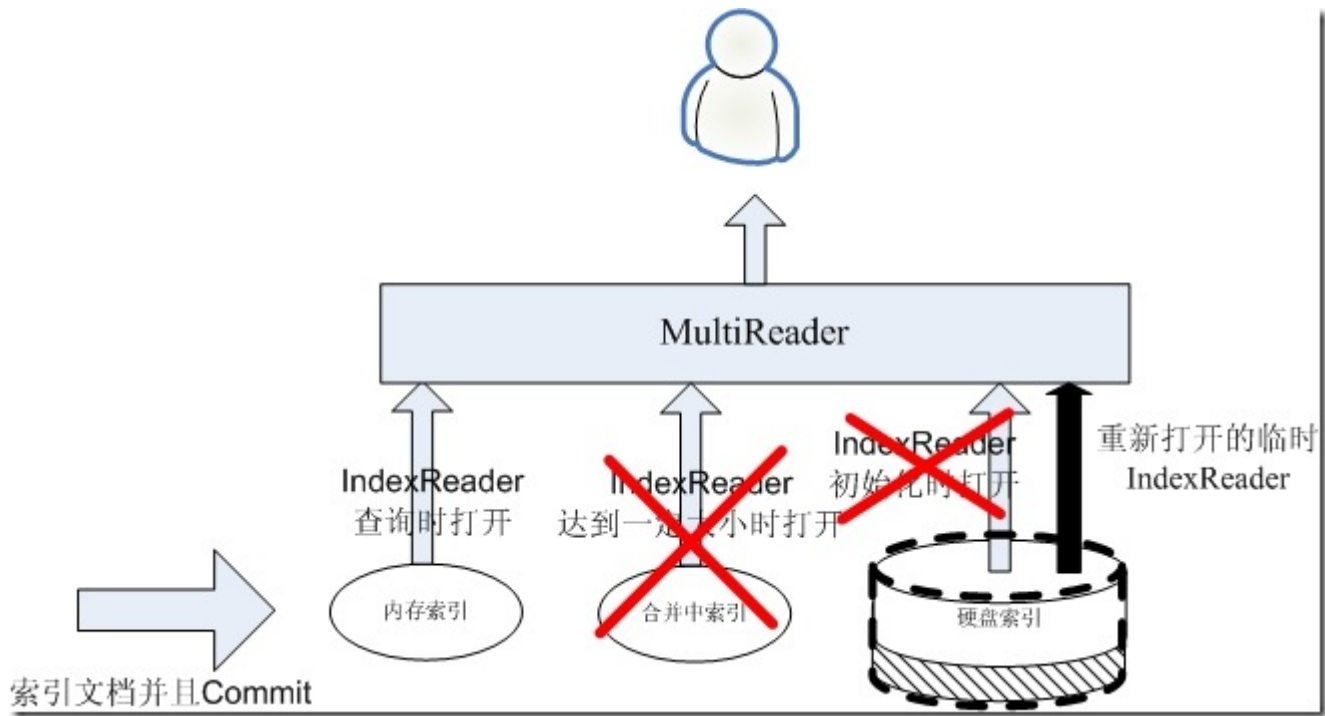 MultiReader
IndexReader
查询时打开
IndexReader
达到一定大小时打开
IndexReader
初始化时打开
重新打开的临时
IndexReader
内存索引
合并中索引
硬盘索引
索引文档并且Commit